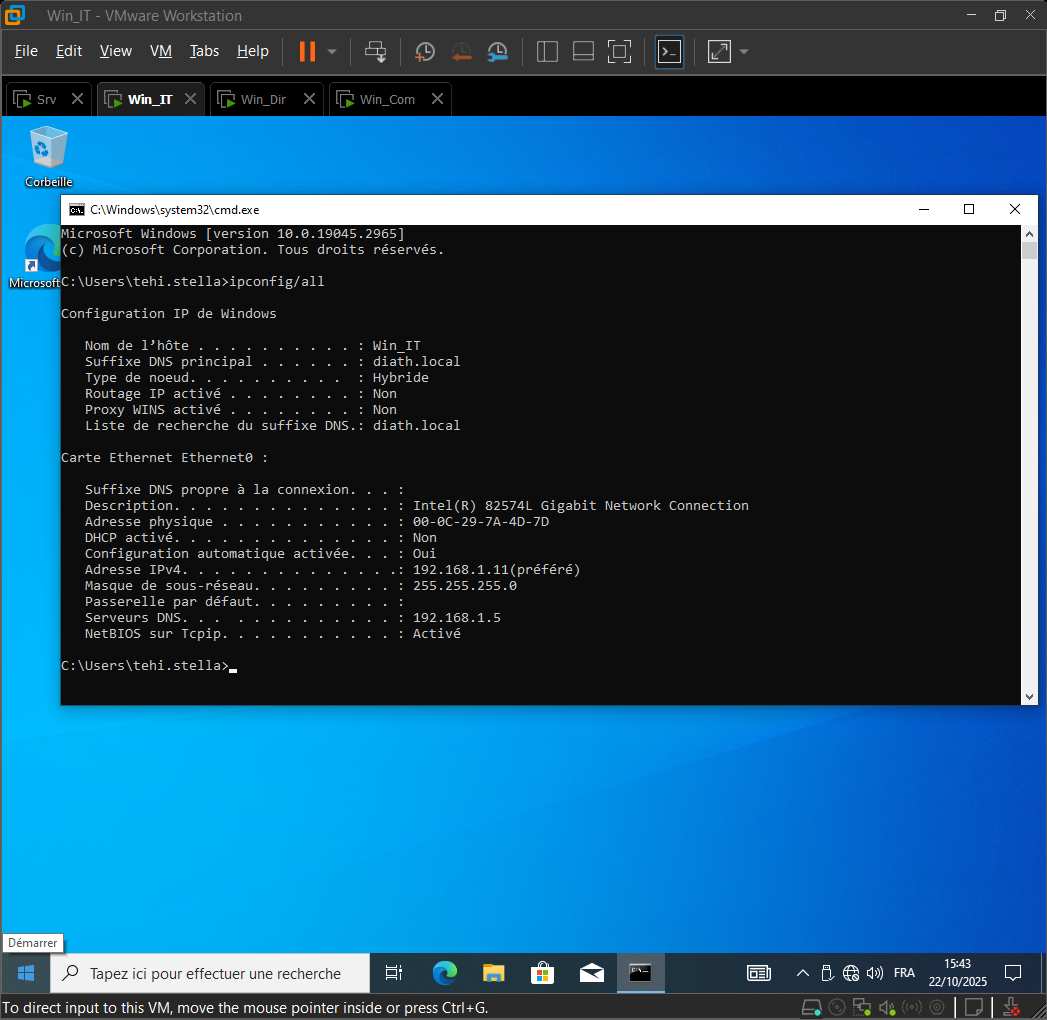 Win_IT - VMware Workstation
File Edit View VM Tabs Help
Srv Win_IT Win_Dir Win_Com
Corbeille
C:\Windows\system32\cmd.exe
Microsoft
Microsoft Windows [version 10.0.19045.2965]
(c) Microsoft Corporation. Tous droits réservés.
C:\Users\tehi.stella>ipconfig/all
Configuration IP de Windows
Nom de l’hôte . . . . . . . . . . : Win_IT
Suffixe DNS principal . . . . . . : diath.local
Type de noeud. . . . . . . . . . : Hybride
Routage IP activé . . . . . . . . : Non
Proxy WINS activé . . . . . . . . : Non
Liste de recherche du suffixe DNS.: diath.local
Carte Ethernet Ethernet0 :
Suffixe DNS propre à la connexion. . . :
Description. . . . . . . . . . . . . . : Intel(R) 82574L Gigabit Network Connection
Adresse physique . . . . . . . . . . . : 00-0C-29-7A-4D-7D
DHCP activé. . . . . . . . . . . . . . : Non
Configuration automatique activée. . . : Oui
Adresse IPv4. . . . . . . . . . . . . .: 192.168.1.11(préféré)
Masque de sous-réseau. . . . . . . . . : 255.255.255.0
Passerelle par défaut. . . . . . . . . :
Serveurs DNS. . . . . . . . . . . . . : 192.168.1.5
NetBIOS sur Tcpip. . . . . . . . . . . : Activé
C:\Users\tehi.stella>
Démarrer
Tapez ici pour effectuer une recherche
FRA
15:43
22/10/2025
To direct input to this VM, move the mouse pointer inside or press Ctrl+G.